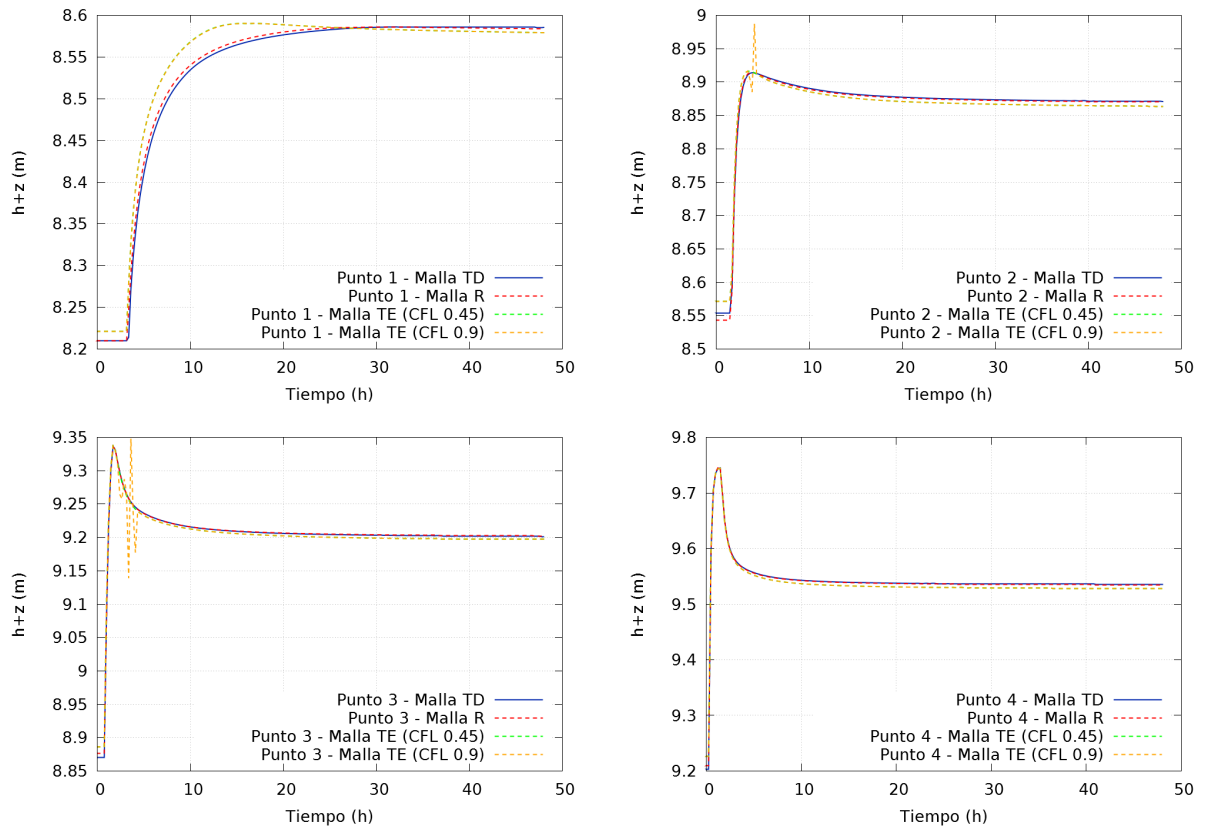 8.6
8.55
8.5
8.45
8.4
8.35
8.3
8.25
8.2
h+z (m)
Punto 1 - Malla TD
Punto 1 - Malla R
Punto 1 - Malla TE (CFL 0.45)
Punto 1 - Malla TE (CFL 0.9)
0 10 20 30 40 50
Tiempo (h)
9
8.95
8.9
8.85
8.8
8.75
8.7
8.65
8.6
8.55
8.5
h+z (m)
Punto 2 - Malla TD
Punto 2 - Malla R
Punto 2 - Malla TE (CFL 0.45)
Punto 2 - Malla TE (CFL 0.9)
0 10 20 30 40 50
Tiempo (h)
9.35
9.3
9.25
9.2
9.15
9.1
9.05
9
8.95
8.9
8.85
h+z (m)
Punto 3 - Malla TD
Punto 3 - Malla R
Punto 3 - Malla TE (CFL 0.45)
Punto 3 - Malla TE (CFL 0.9)
0 10 20 30 40 50
Tiempo (h)
9.8
9.7
9.6
9.5
9.4
9.3
9.2
h+z (m)
Punto 4 - Malla TD
Punto 4 - Malla R
Punto 4 - Malla TE (CFL 0.45)
Punto 4 - Malla TE (CFL 0.9)
0 10 20 30 40 50
Tiempo (h)